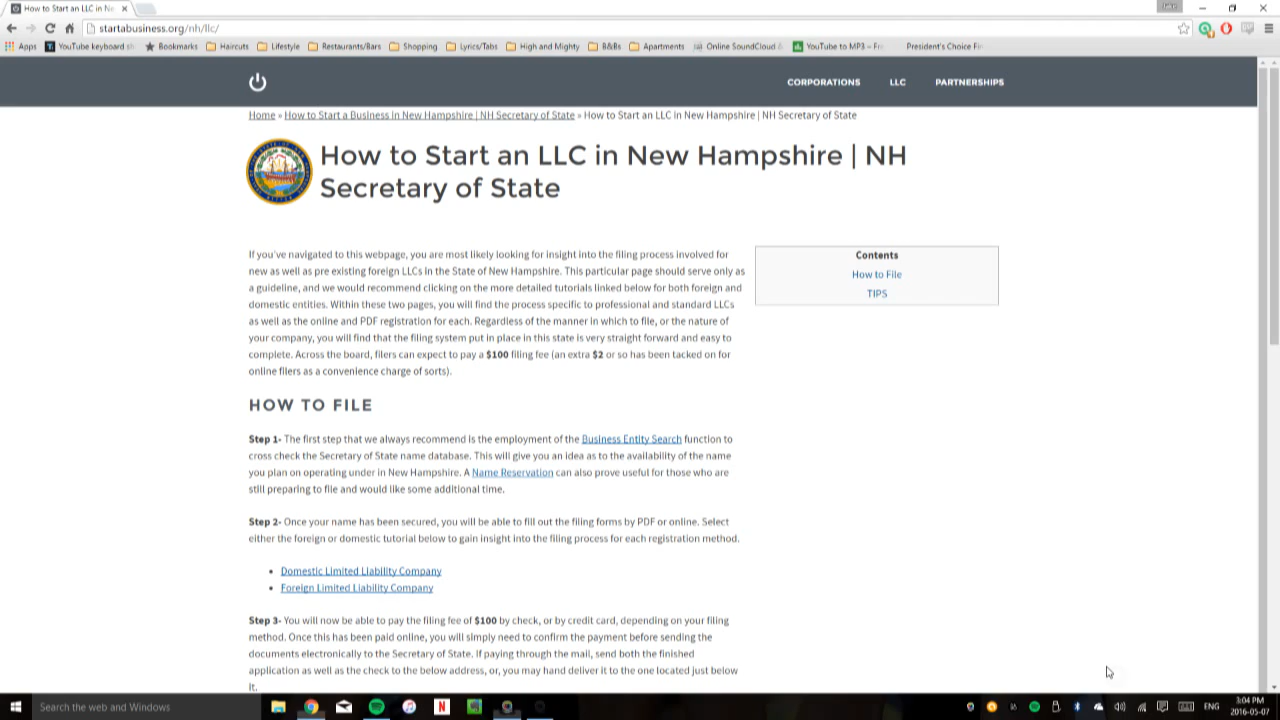 How to Start an LLC in Ne
startabusiness.org/nh/llc/
Apps YouTube keyboard sh Bookmarks Haircuts Lifestyle Restaurants/Bars Shopping Lyrics/Tabs High and Mighty B&Bs Apartments Online SoundCloud YouTube to MP3 – Fre President's Choice Fin
CORPORATIONS LLC PARTNERSHIPS
Home » How to Start a Business in New Hampshire | NH Secretary of State » How to Start an LLC in New Hampshire | NH Secretary of State
How to Start an LLC in New Hampshire | NH
Secretary of State
If you've navigated to this webpage, you are most likely looking for insight into the filing process involved for
new as well as pre existing foreign LLCs in the State of New Hampshire. This particular page should serve only as
a guideline, and we would recommend clicking on the more detailed tutorials linked below for both foreign and
domestic entities. Within these two pages, you will find the process specific to professional and standard LLCs
as well as the online and PDF registration for each. Regardless of the manner in which to file, or the nature of
your company, you will find that the filing system put in place in this state is very straight forward and easy to
complete. Across the board, filers can expect to pay a $100 filing fee (an extra $2 or so has been tacked on for
online filers as a convenience charge of sorts).
Contents
How to File
TIPS
HOW TO FILE
Step 1- The first step that we always recommend is the employment of the Business Entity Search function to
cross check the Secretary of State name database. This will give you an idea as to the availability of the name
you plan on operating under in New Hampshire. A Name Reservation can also prove useful for those who are
still preparing to file and would like some additional time.
Step 2- Once your name has been secured, you will be able to fill out the filing forms by PDF or online. Select
either the foreign or domestic tutorial below to gain insight into the filing process for each registration method.
• Domestic Limited Liability Company
• Foreign Limited Liability Company
Step 3- You will now be able to pay the filing fee of $100 by check, or by credit card, depending on your filing
method. Once this has been paid online, you will simply need to confirm the payment before sending the
documents electronically to the Secretary of State. If paying through the mail, send both the finished
application as well as the check to the below address, or, you may hand deliver it to the one located just below
it.
Search the web and Windows
N
ENG
3:04 PM
2016-05-07